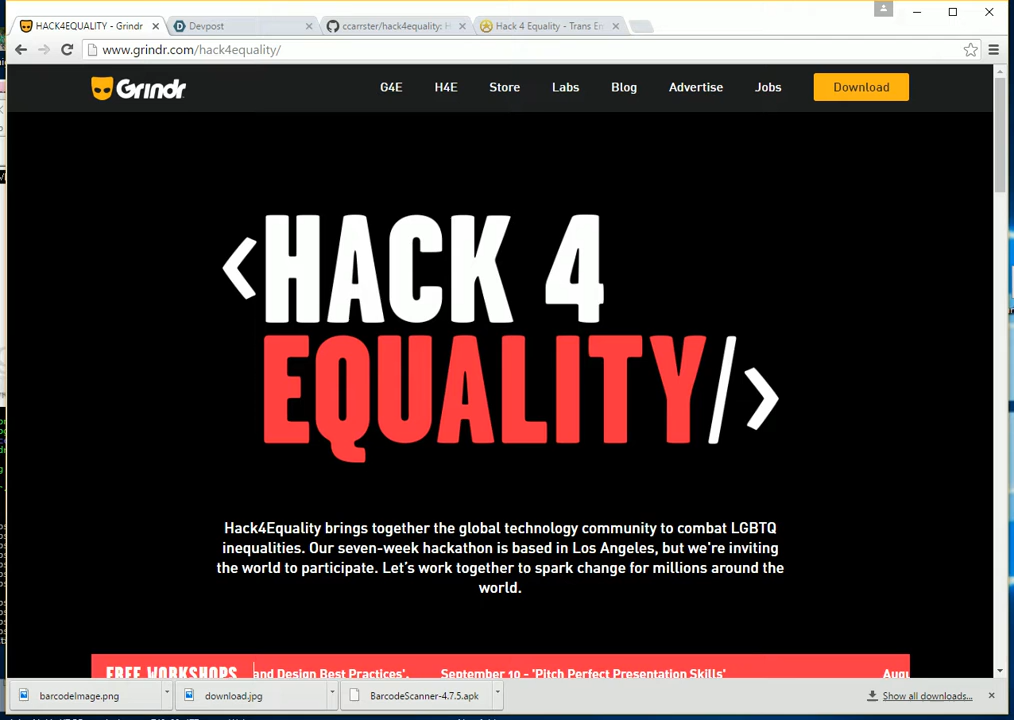 HACK4EQUALITY - Grindr
Devpost
ccarrster/hack4equality: H
Hack 4 Equality - Trans Eq
www.grindr.com/hack4equality/
Grindr
G4E H4E Store Labs Blog Advertise Jobs Download
<HACK 4
EQUALITY/>
Hack4Equality brings together the global technology community to combat LGBTQ
inequalities. Our seven-week hackathon is based in Los Angeles, but we're inviting
the world to participate. Let's work together to spark change for millions around the
world.
FREE WORKSHOPS and Design Best Practices'. September 10 - 'Pitch Perfect Presentation Skills' Augu
barcodeImage.png
download.jpg
BarcodeScanner-4.7.5.apk
Show all downloads...